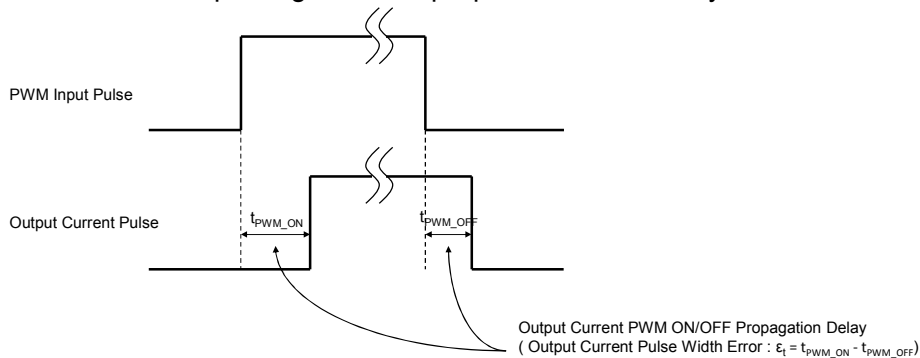 PWM Input Pulse
Output Current Pulse
tPWM_ON
tPWM_OFF
Output Current PWM ON/OFF Propagation Delay
( Output Current Pulse Width Error : εt = tPWM_ON - tPWM_OFF)